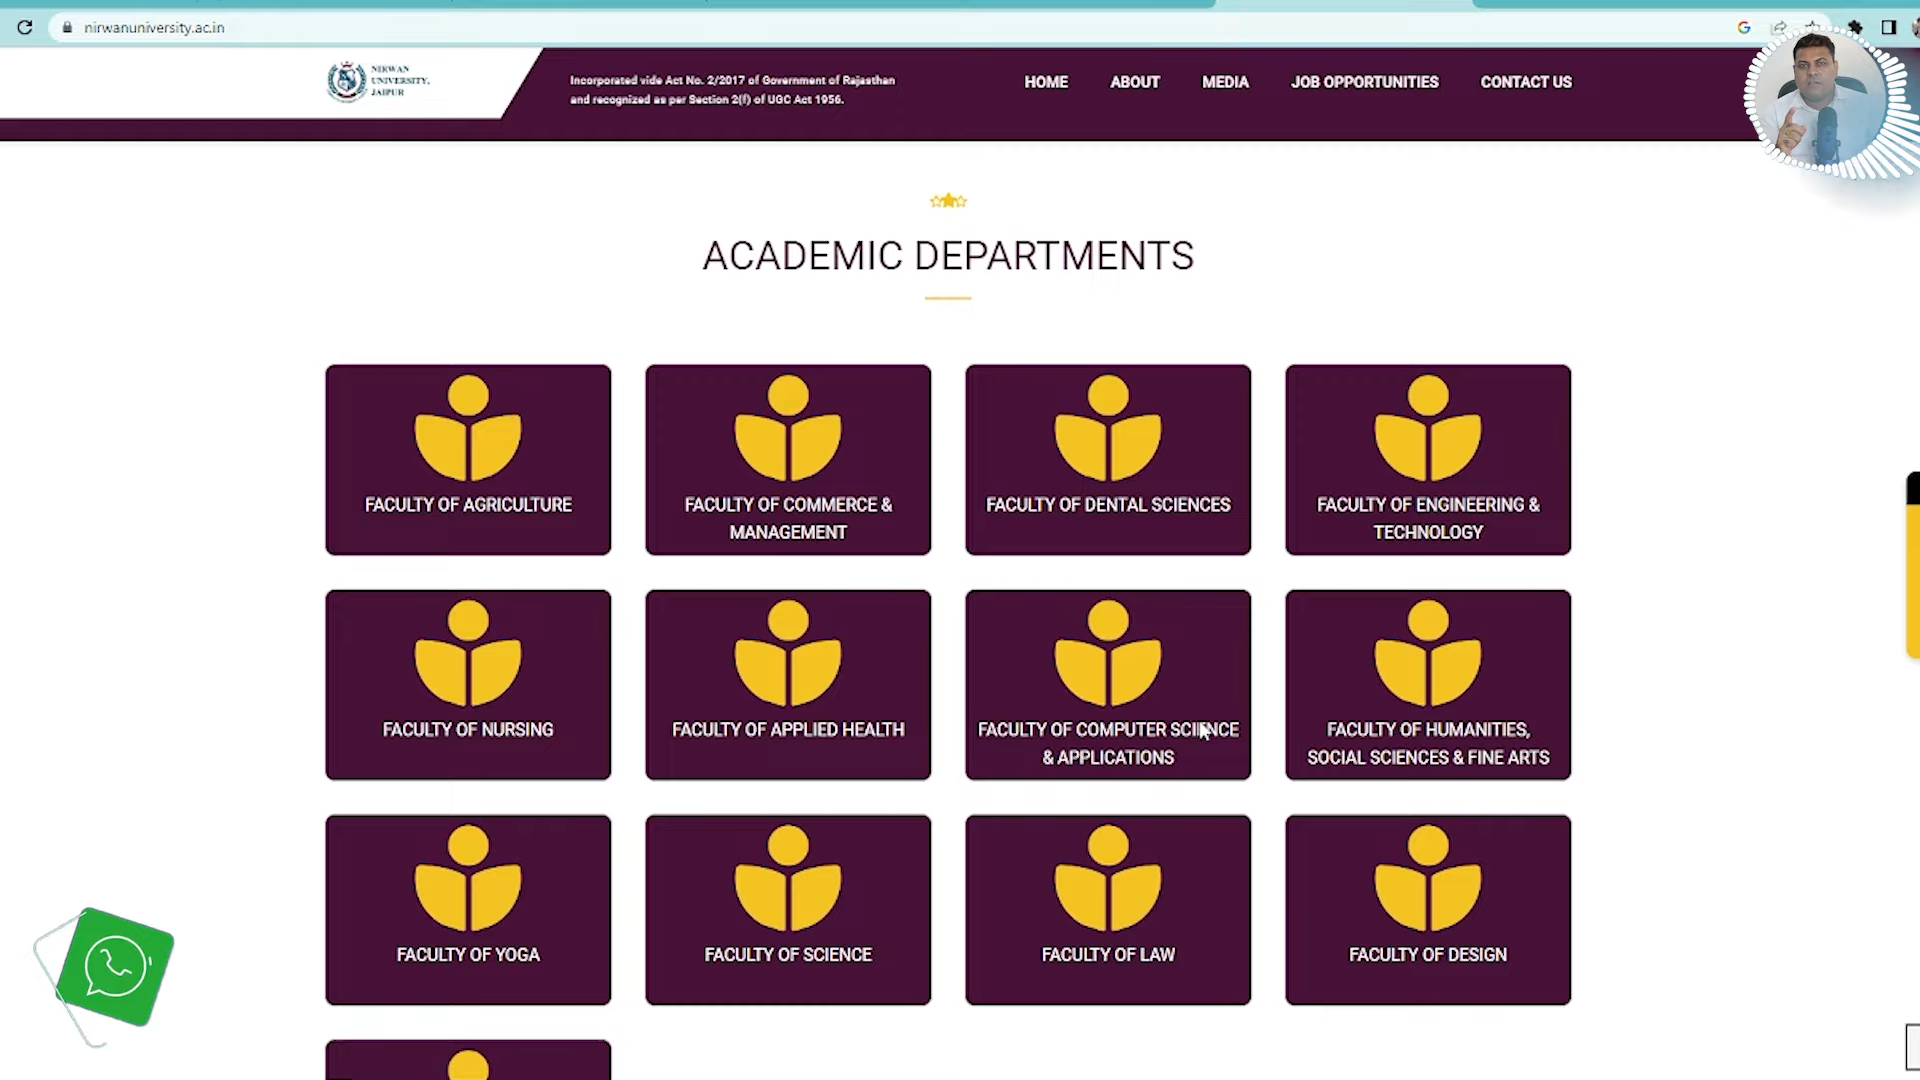 nirwanuniversity.ac.in
NIRWAN
UNIVERSITY,
JAIPUR
Incorporated vide Act No. 2/2017 of Government of Rajasthan
and recognized as per Section 2(f) of UGC Act 1956.
HOME
ABOUT
MEDIA
JOB OPPORTUNITIES
CONTACT US
ACADEMIC DEPARTMENTS
FACULTY OF AGRICULTURE
FACULTY OF COMMERCE &
MANAGEMENT
FACULTY OF DENTAL SCIENCES
FACULTY OF ENGINEERING &
TECHNOLOGY
FACULTY OF NURSING
FACULTY OF APPLIED HEALTH
FACULTY OF COMPUTER SCIENCE
& APPLICATIONS
FACULTY OF HUMANITIES,
SOCIAL SCIENCES & FINE ARTS
FACULTY OF YOGA
FACULTY OF SCIENCE
FACULTY OF LAW
FACULTY OF DESIGN